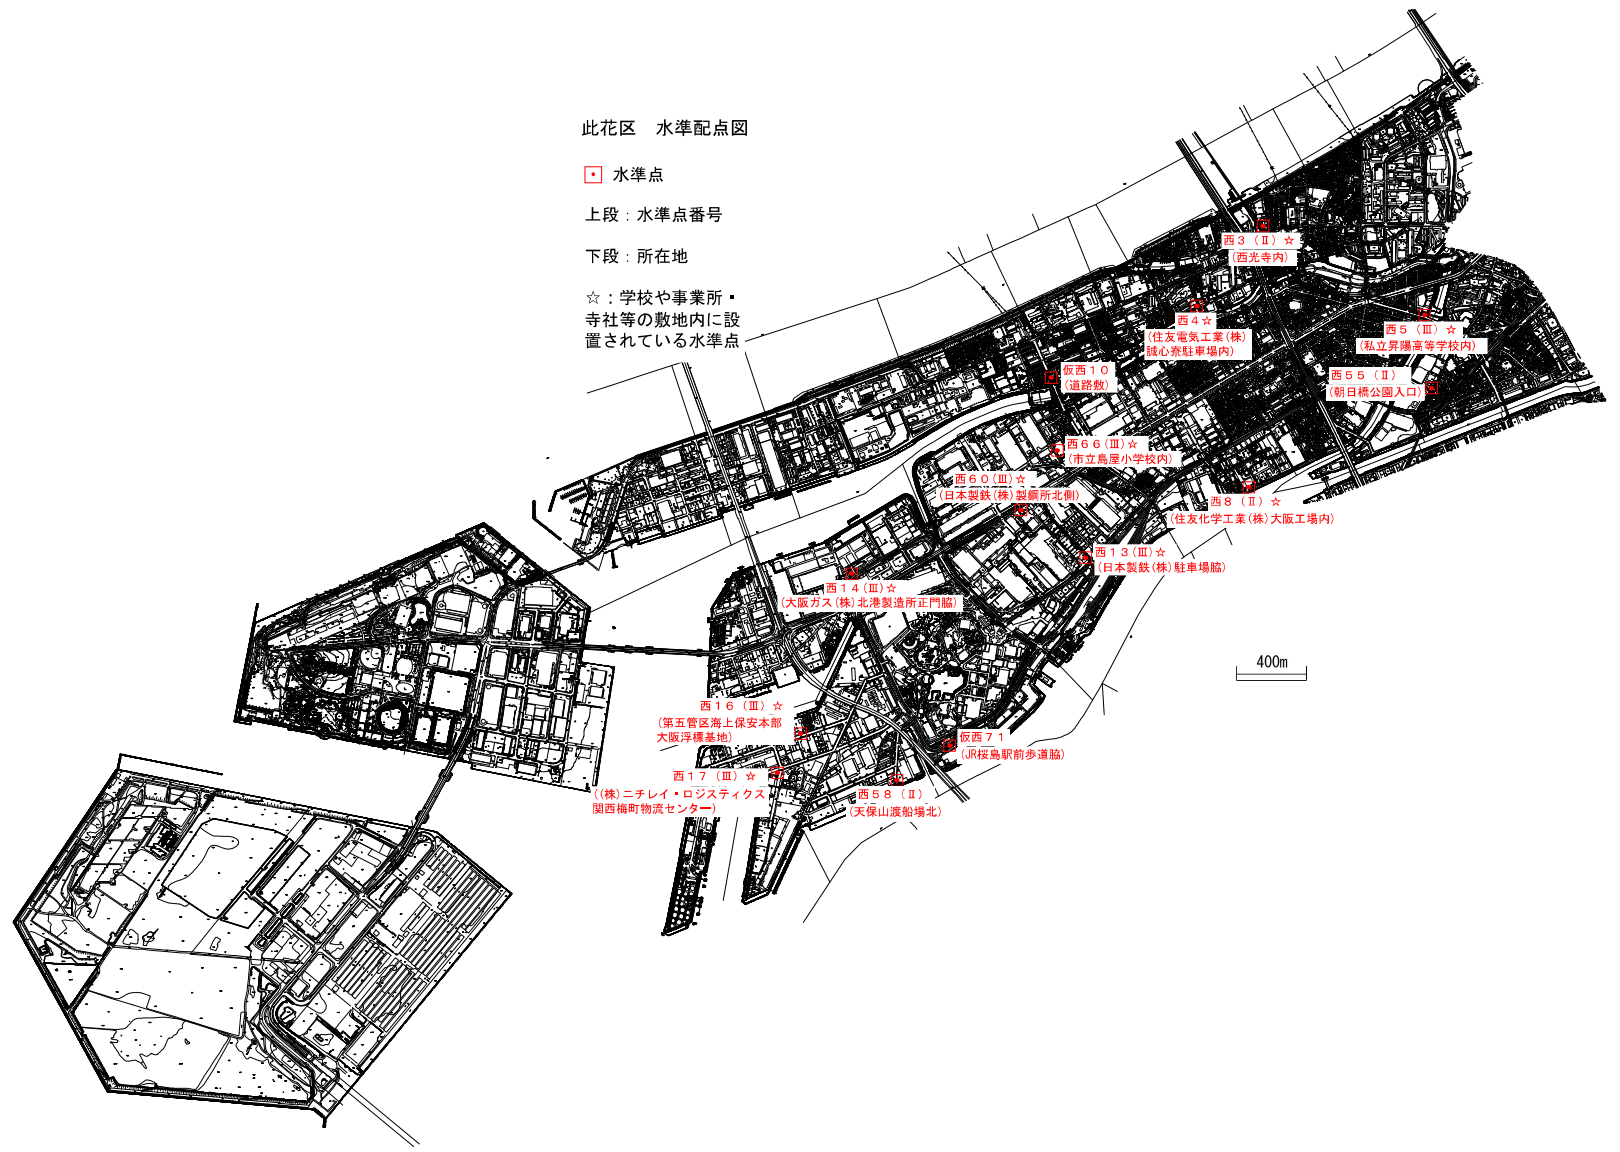 此花区　水準配点図
水準点
上段：水準点番号
下段：所在地
☆：学校や事業所・
寺社等の敷地内に設
置されている水準点
西３（Ⅱ）☆
（西光寺内）
西４☆
（住友電気工業(株)
誠心寮駐車場内）
西５（Ⅲ）☆
（私立昇陽高等学校内）
仮西１０
（道路敷）
西５５（Ⅱ）
（朝日橋公園入口）
西６６(Ⅲ)☆
（市立島屋小学校内）
西６０(Ⅲ)☆
（日本製鉄(株)製鋼所北側）
西８（Ⅱ）☆
（住友化学工業(株)大阪工場内）
西１３(Ⅲ)☆
（日本製鉄(株)駐車場脇）
西１４(Ⅲ)☆
（大阪ガス(株)北港製造所正門脇）
400m
西１６（Ⅲ）☆
（第五管区海上保安本部
大阪浮標基地）
仮西７１
（JR桜島駅前歩道脇）
西１７（Ⅲ）☆
（(株)ニチレイ・ロジスティクス
関西梅町物流センター）
西５８（Ⅱ）
（天保山渡船場北）